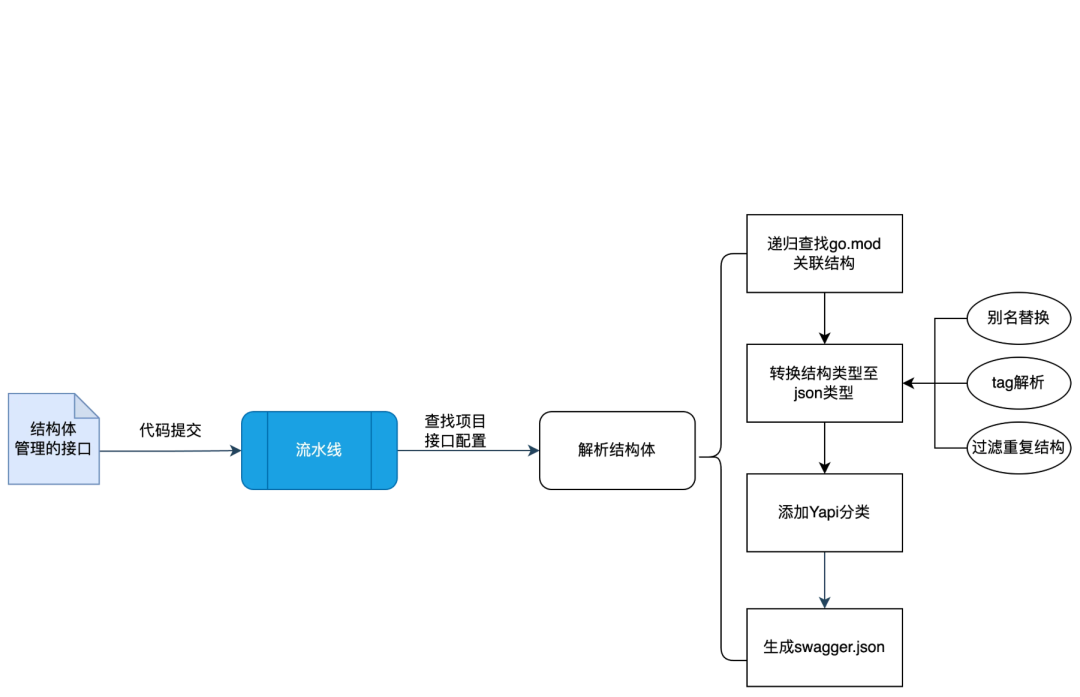 结构体
管理的接口
代码提交
流水线
查找项目
接口配置
解析结构体
递归查找go.mod
关联结构
转换结构类型至
json类型
添加Yapi分类
生成swagger.json
别名替换
tag解析
过滤重复结构